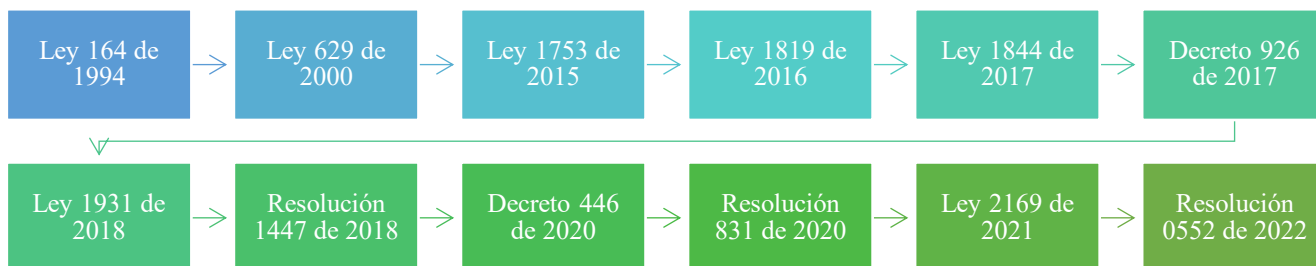 Ley 164 de
1994
Ley 629 de
2000
Ley 1753 de
2015
Ley 1819 de
2016
Ley 1844 de
2017
Decreto 926
de 2017
Ley 1931 de
2018
Resolución
1447 de 2018
Decreto 446
de 2020
Resolución
831 de 2020
Ley 2169 de
2021
Resolución
0552 de 2022